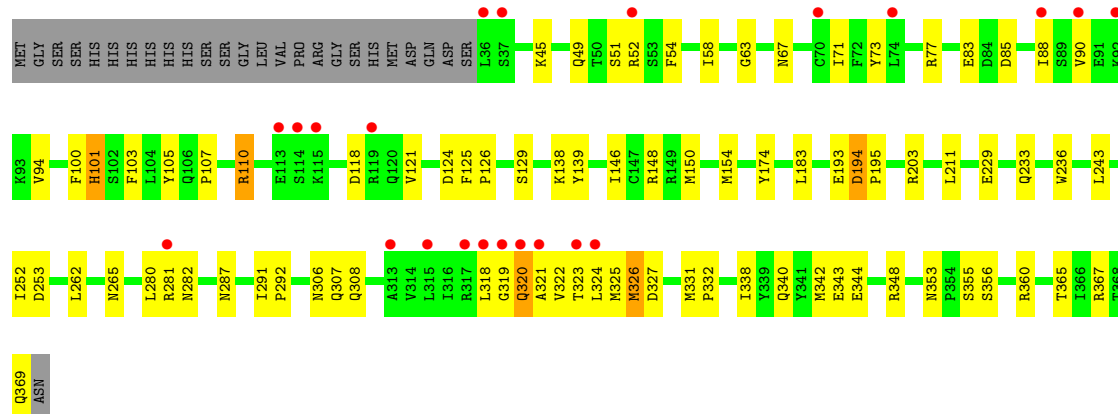 MET GLY SER SER HIS HIS HIS HIS HIS HIS SER SER GLY LEU VAL PRO ARG GLY SER HIS MET ASP GLN ASP SER L36 S37 K45 Q49 T50 S51 R52 S53 F54 I58 G63 N67 C70 I71 F72 Y73 L74 R77 E83 D84 D85 I88 S89 V90 E91 K92
K93 V94 F100 H101 S102 F103 L104 Y105 Q106 P107 R110 E113 S114 K115 D118 R119 Q120 V121 D124 F125 P126 S129 K138 Y139 I146 C147 R148 R149 M150 M154 Y174 L183 E193 D194 P195 R203 L211 E229 Q233 W236 L243
I252 D253 L262 N265 L280 R281 N282 N287 I291 P292 N306 Q307 Q308 A313 V314 L315 I316 R317 L318 G319 Q320 A321 V322 T323 L324 M325 M326 D327 M331 P332 I338 Y339 Q340 Y341 M342 E343 E344 R348 N353 P354 S355 S356 R360 T365 I366 R367 T368
Q369 ASN